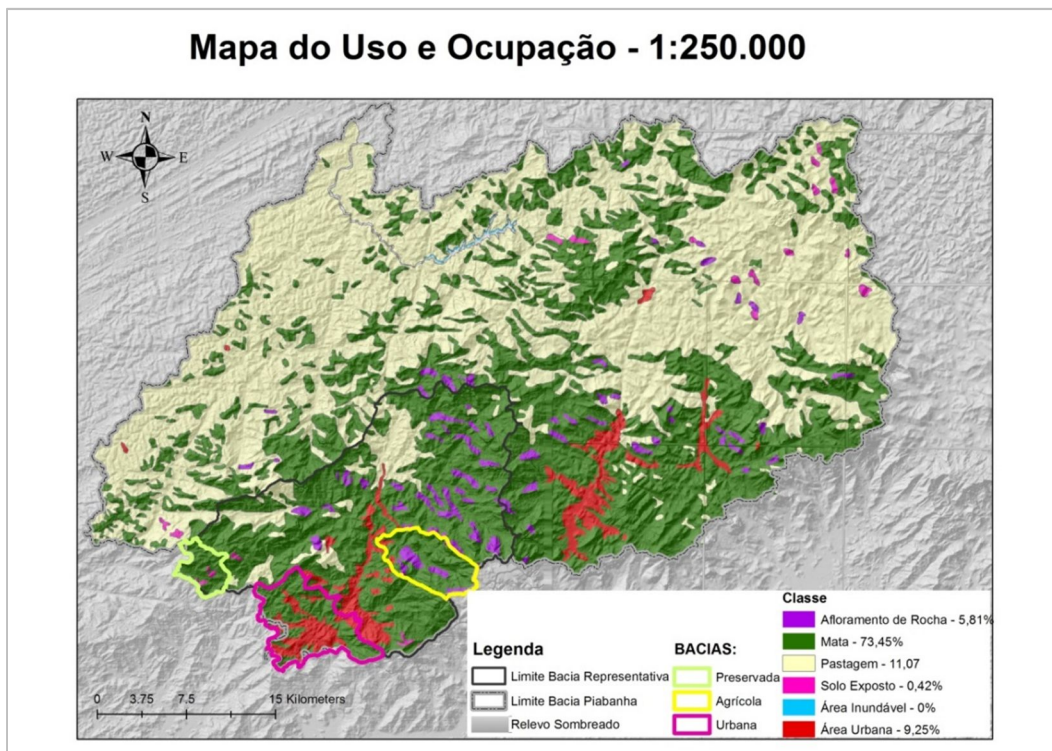 Mapa do Uso e Ocupação - 1:250.000
N
W E
S
0 3.75 7.5 15 Kilometers
Legenda
Limite Bacia Representativa
Limite Bacia Piabanha
Relevo Sombreado
BACIAS:
Preservada
Agrícola
Urbana
Classe
Afloramento de Rocha - 5,81%
Mata - 73,45%
Pastagem - 11,07
Solo Exposto - 0,42%
Área Inundável - 0%
Área Urbana - 9,25%